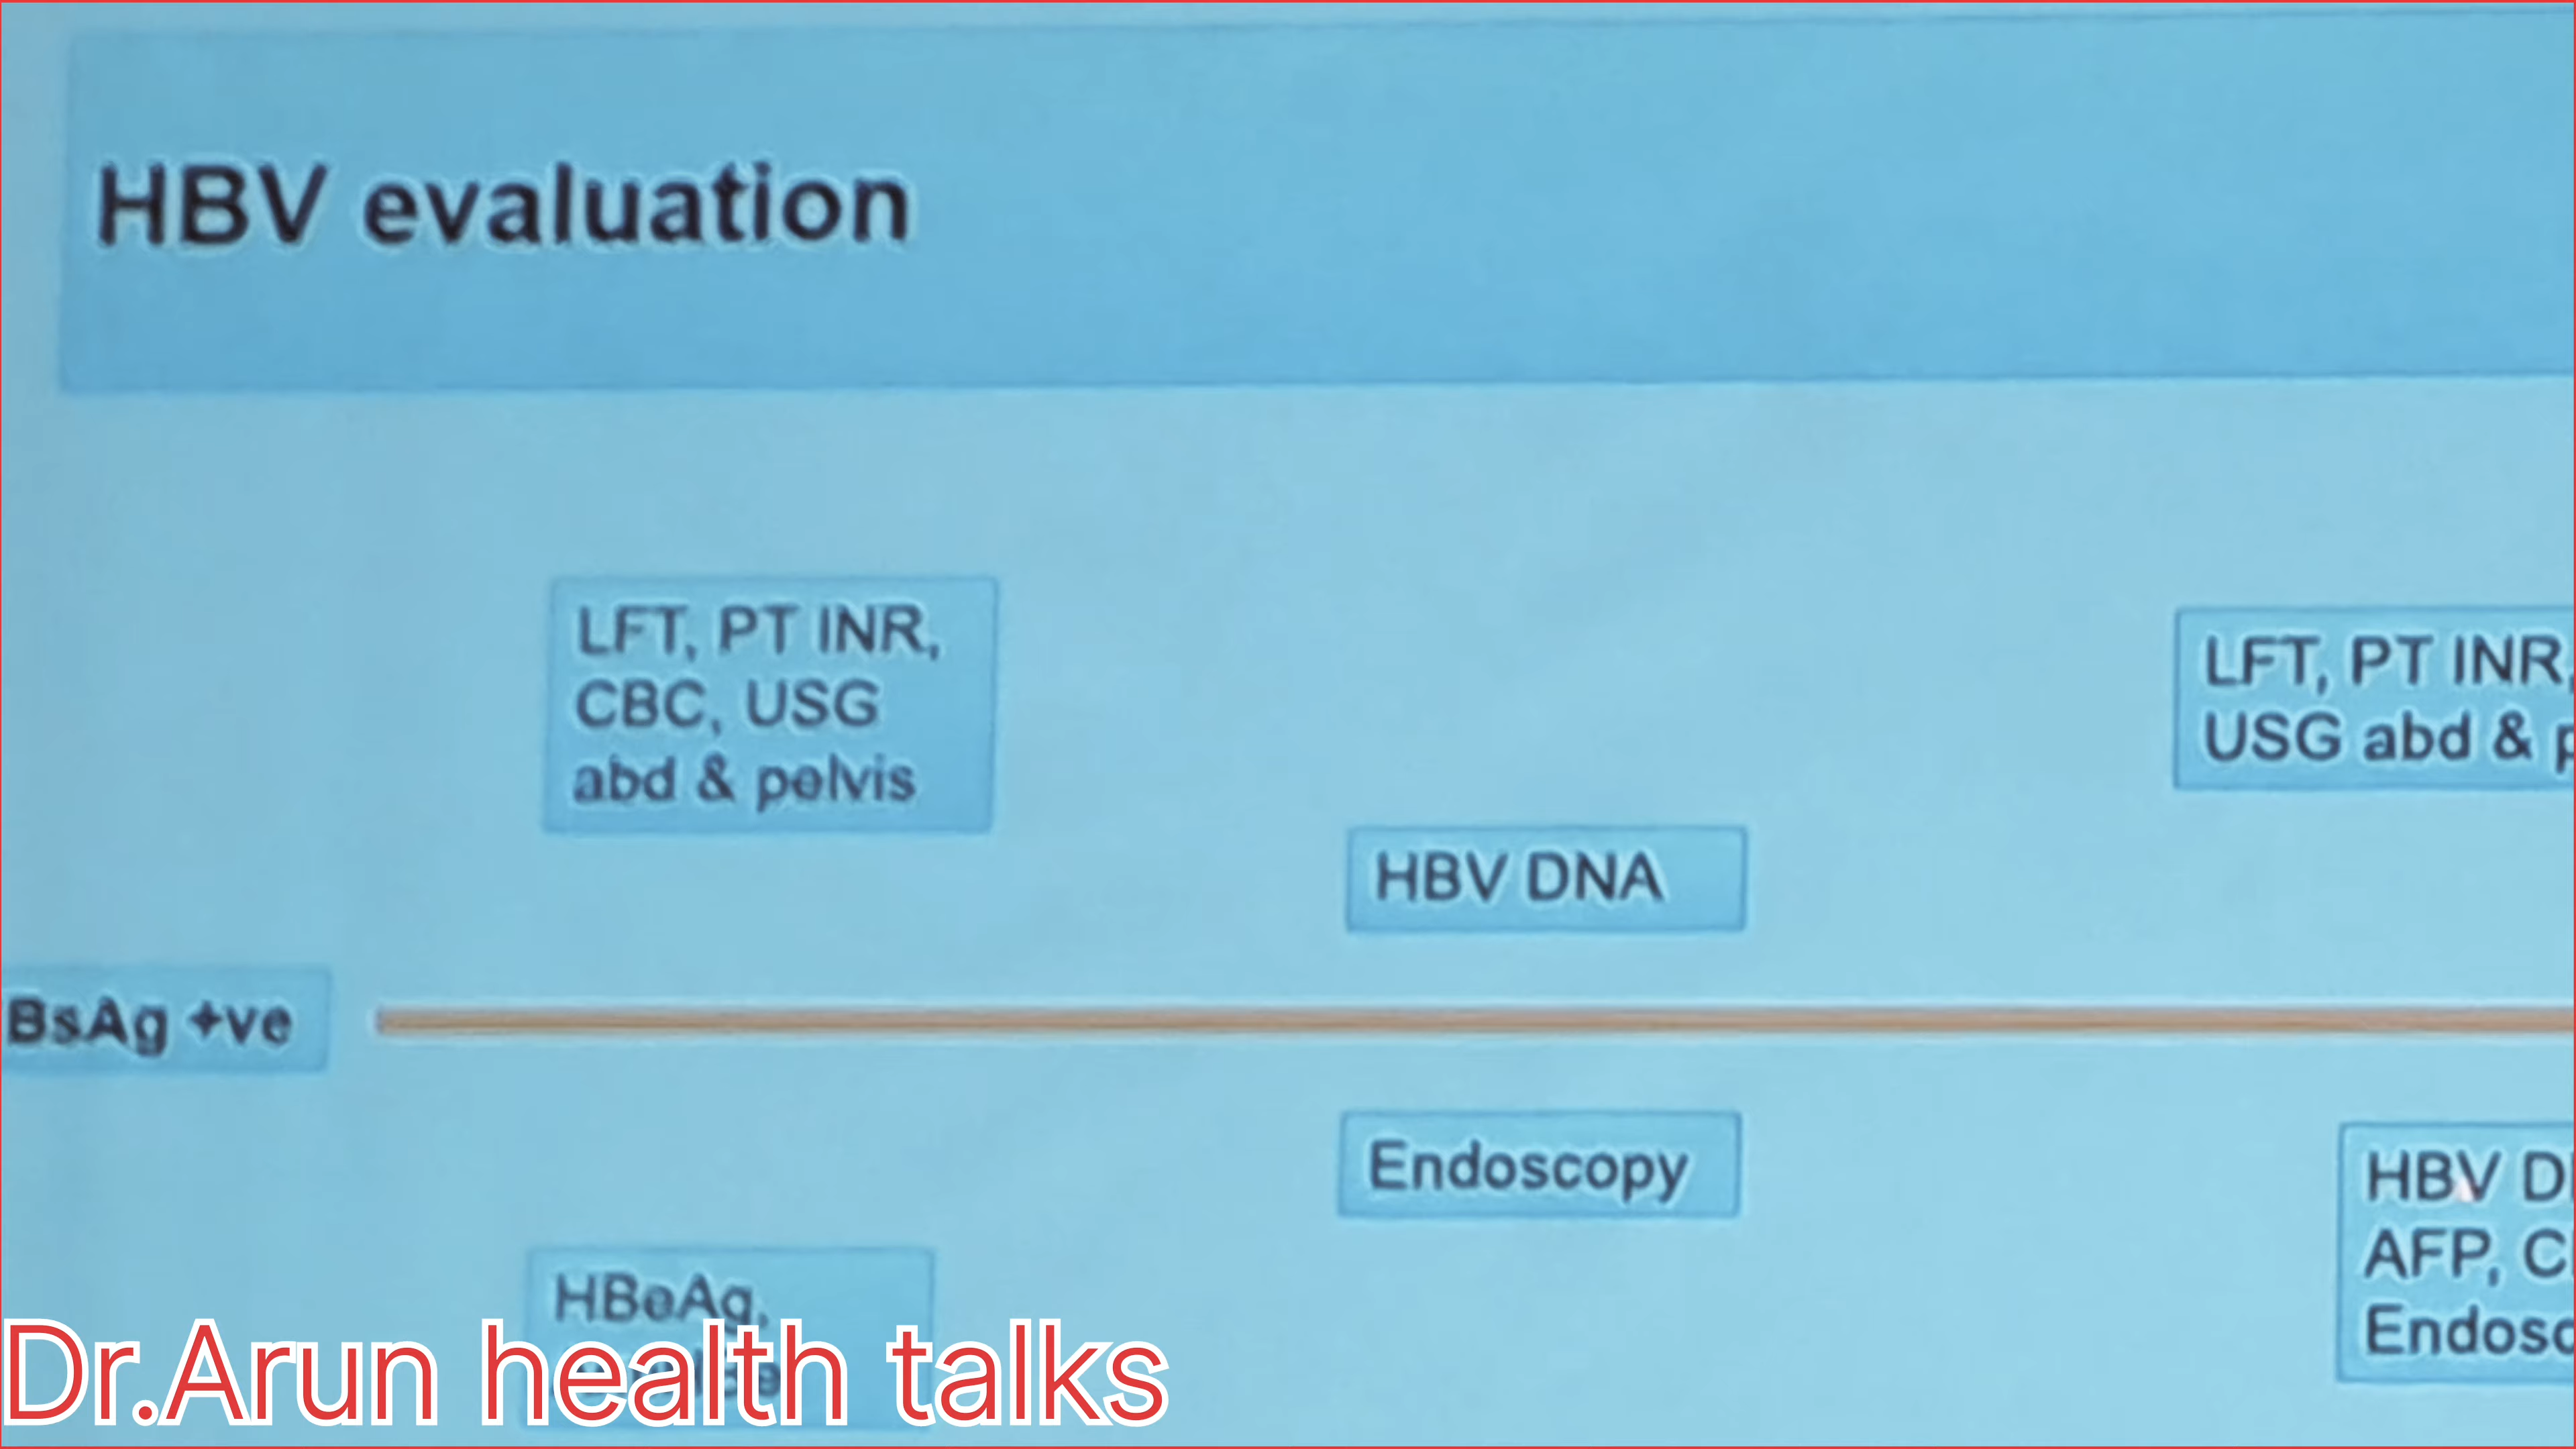 HBV evaluation
LFT, PT INR,
CBC, USG
abd & pelvis
LFT, PT INR,
USG abd & p
HBV DNA
BsAg +ve
Endoscopy
HBV D
AFP, C
Endosc
HBeAg,
Dr.Arun health talks